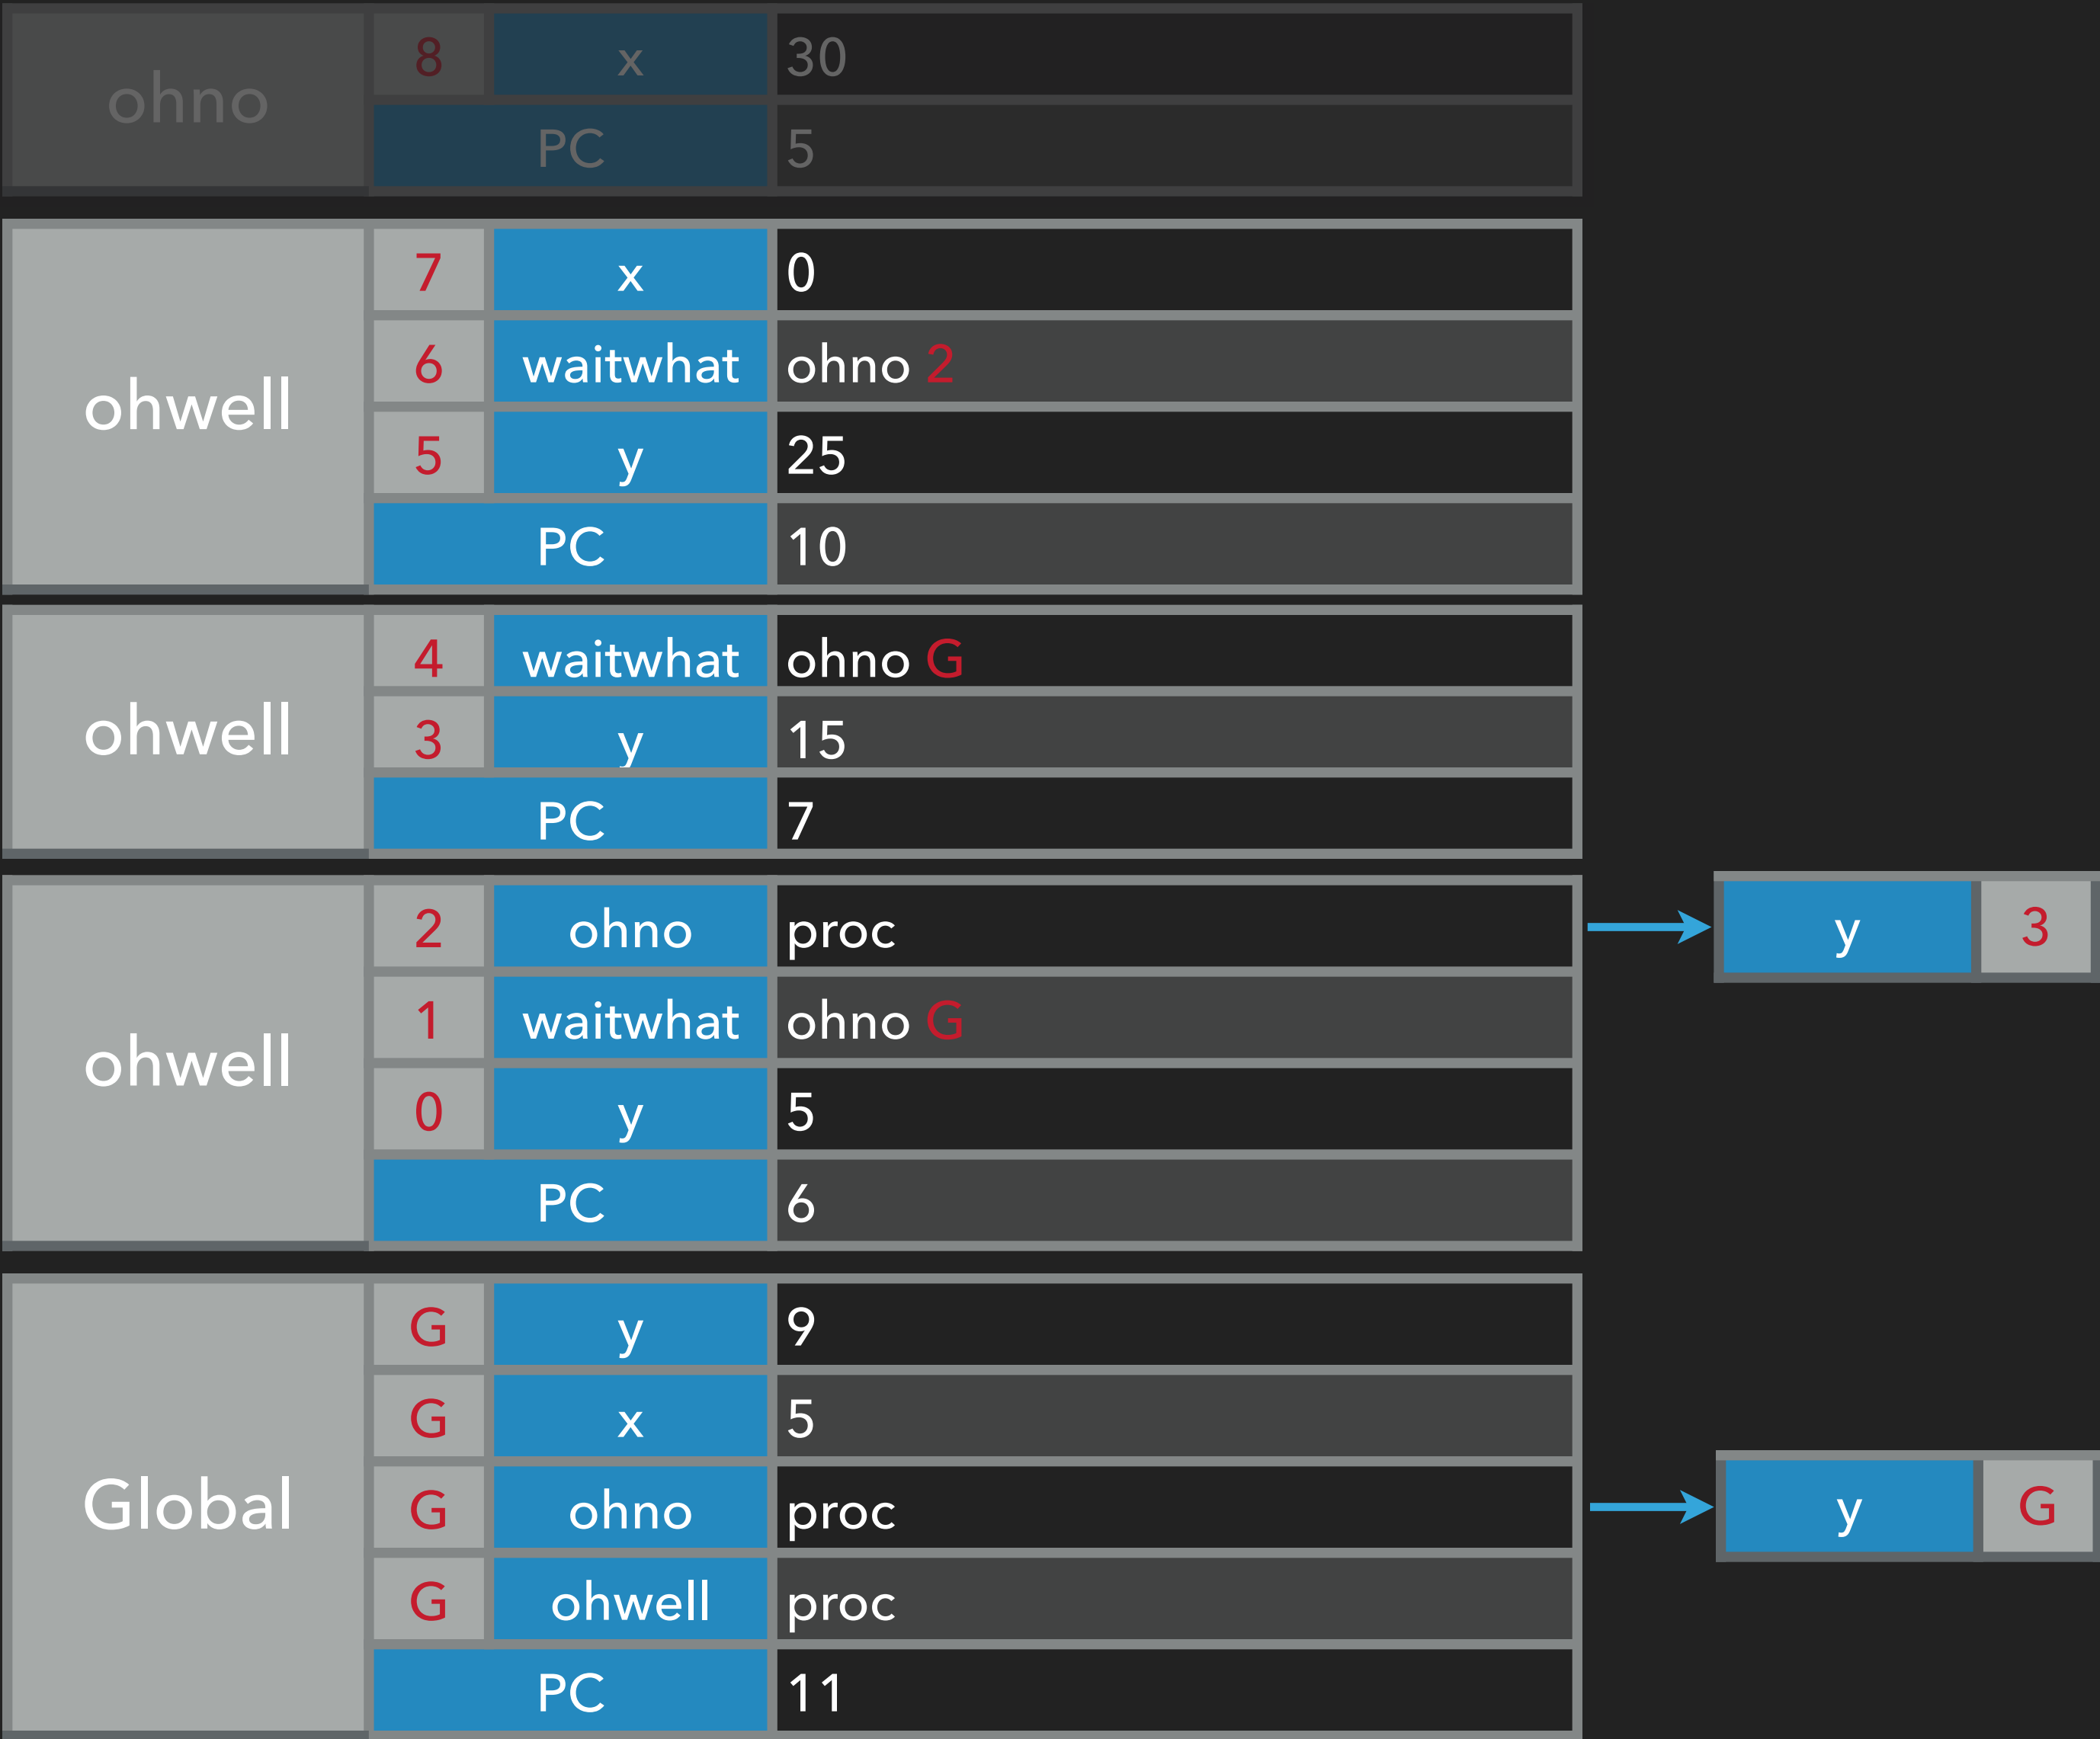 ohno
8 x 30
PC 5
ohwell
7 x 0
6 waitwhat ohno 2
5 y 25
PC 10
ohwell
4 waitwhat ohno G
3 y 15
PC 7
ohwell
2 ohno proc
y 3
1 waitwhat ohno G
0 y 5
PC 6
Global
G y 9
G x 5
G ohno proc
y G
G ohwell proc
PC 11